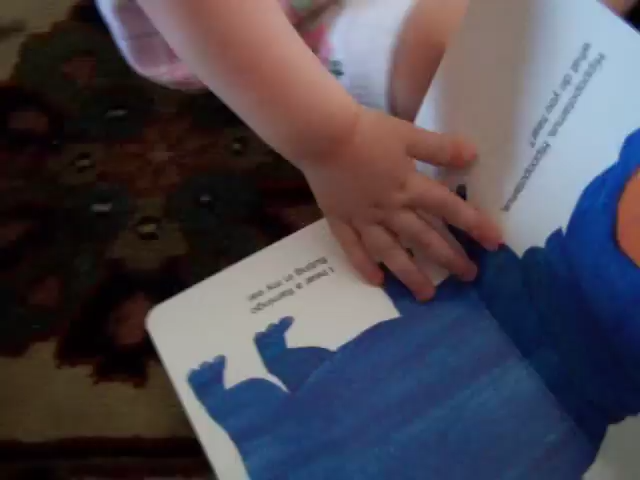 Hippopotamus, hippopotamus,
what do you hear?
I hear a flamingo
fluting in my ear